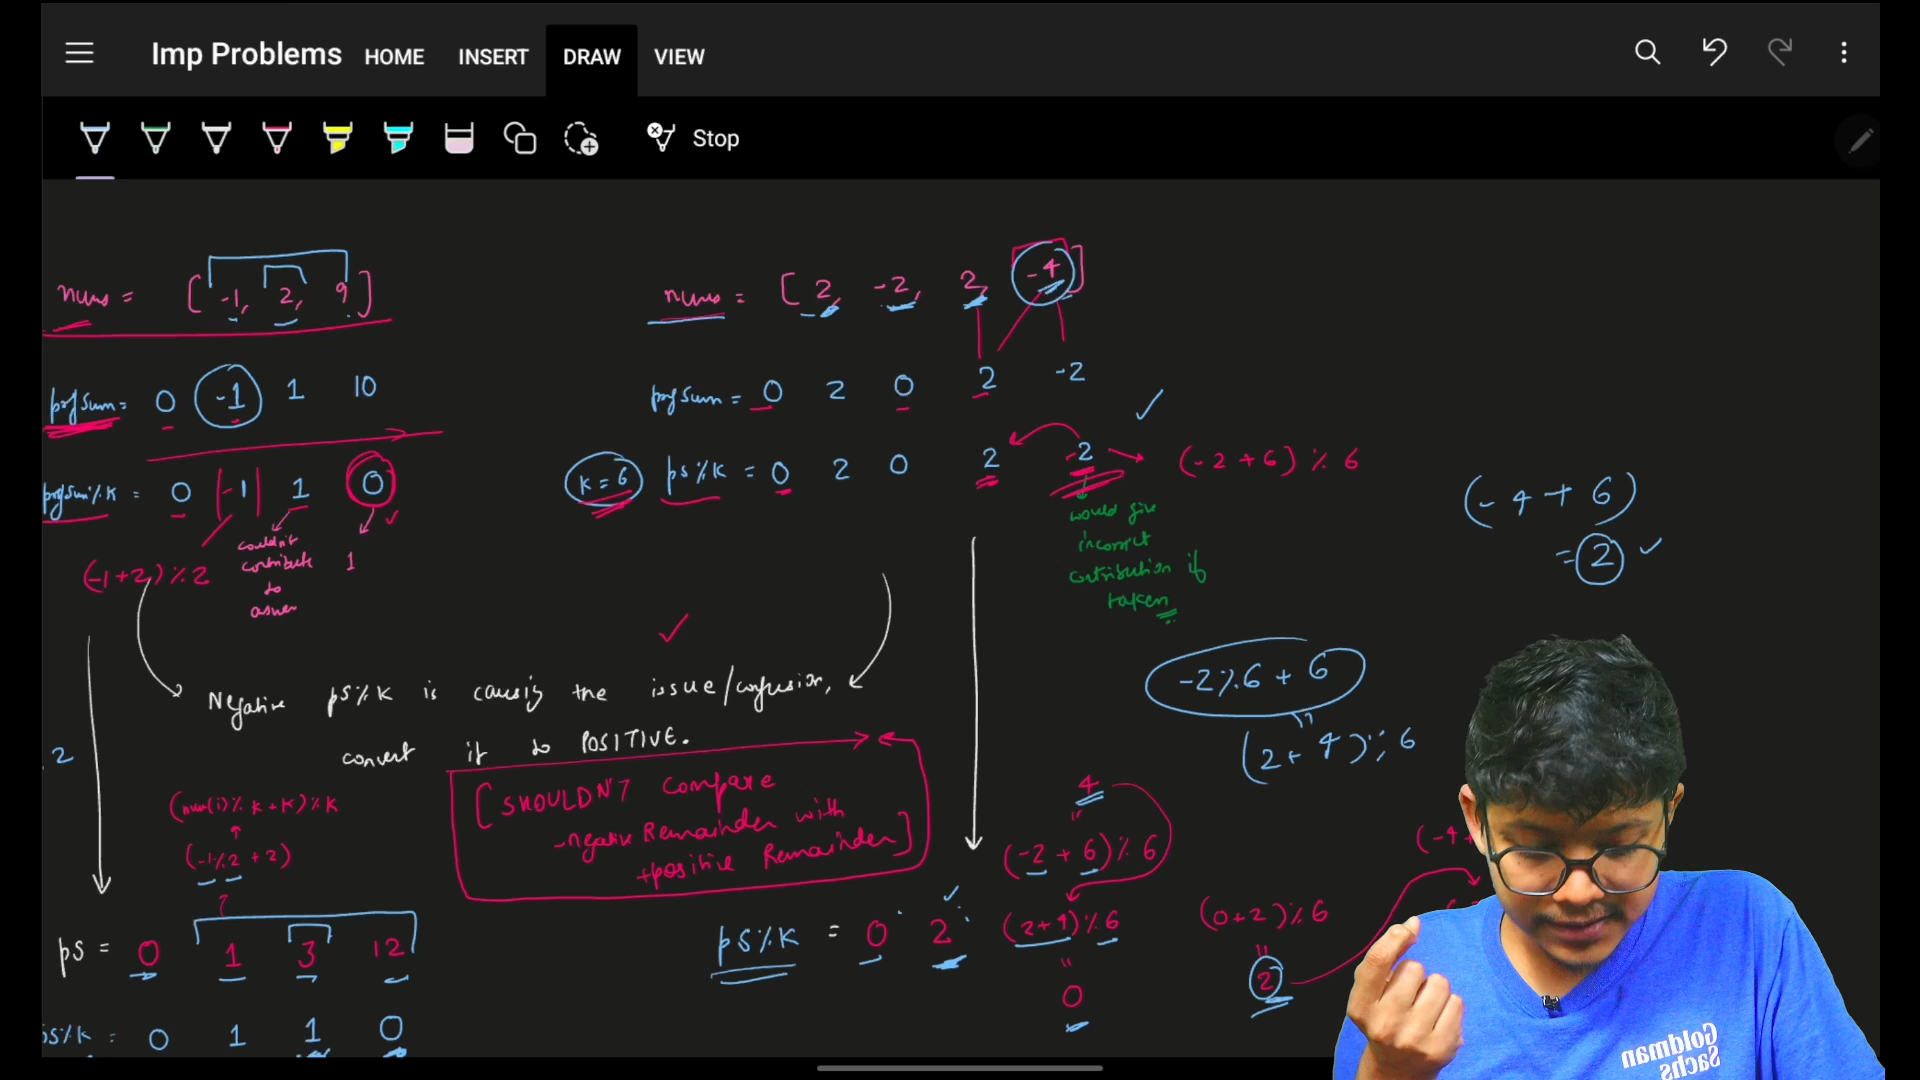 Imp Problems HOME INSERT DRAW VIEW
Stop
nums = [ -1, 2, 9 ]
prefSum = 0 -1 1 10
prefSum%K = 0 -1 1 0
couldn't
contribute 1
to
answer
(-1+2)%2
nums = [ 2, -2, 2, -4 ]
prefSum = 0 2 0 2 -2
K=6 ps%K = 0 2 0 2 -2 → (-2+6)%6
would give
incorrect
contribution if
taken
(-4+6)
=2 ✓
Negative ps%K is causing the issue/confusion,
convert it to POSITIVE.
2
[SHOULDN'T compare
-negative Remainder with
+positive Remainder]
-2%6 + 6
(2+4)%6
(num(i)%K+K)%K
(-1%2+2)
4
(-2+6)%6
ps = 0 1 3 12
ps%K = 0 2 (2+4)%6 (0+2)%6
0 2
ps%K = 0 1 1 0
(-4+
Goldman
Sachs